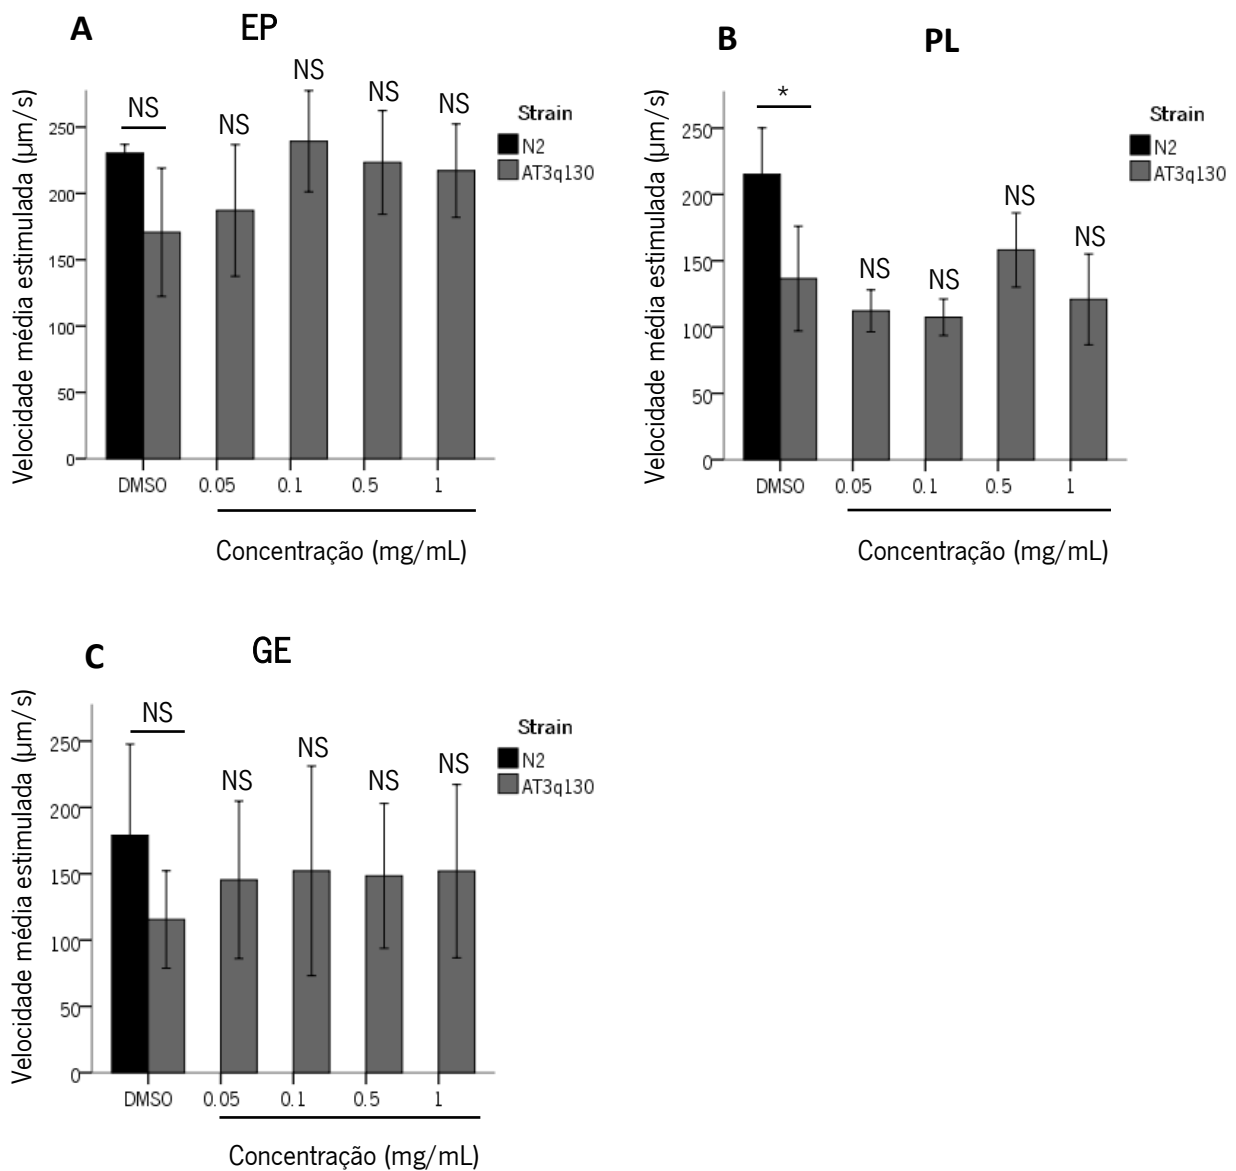 A
EP
Velocidade média estimulada (µm/s)
250
200
150
100
50
0
NS
NS
NS
NS
NS
Strain
N2
AT3q130
DMSO 0.05 0.1 0.5 1
Concentração (mg/mL)
B
PL
Velocidade média estimulada (µm/s)
250
200
150
100
50
0
*
NS
NS
NS
NS
Strain
N2
AT3q130
DMSO 0.05 0.1 0.5 1
Concentração (mg/mL)
C
GE
Velocidade média estimulada (µm/s)
250
200
150
100
50
0
NS
NS
NS
NS
NS
Strain
N2
AT3q130
DMSO 0.05 0.1 0.5 1
Concentração (mg/mL)